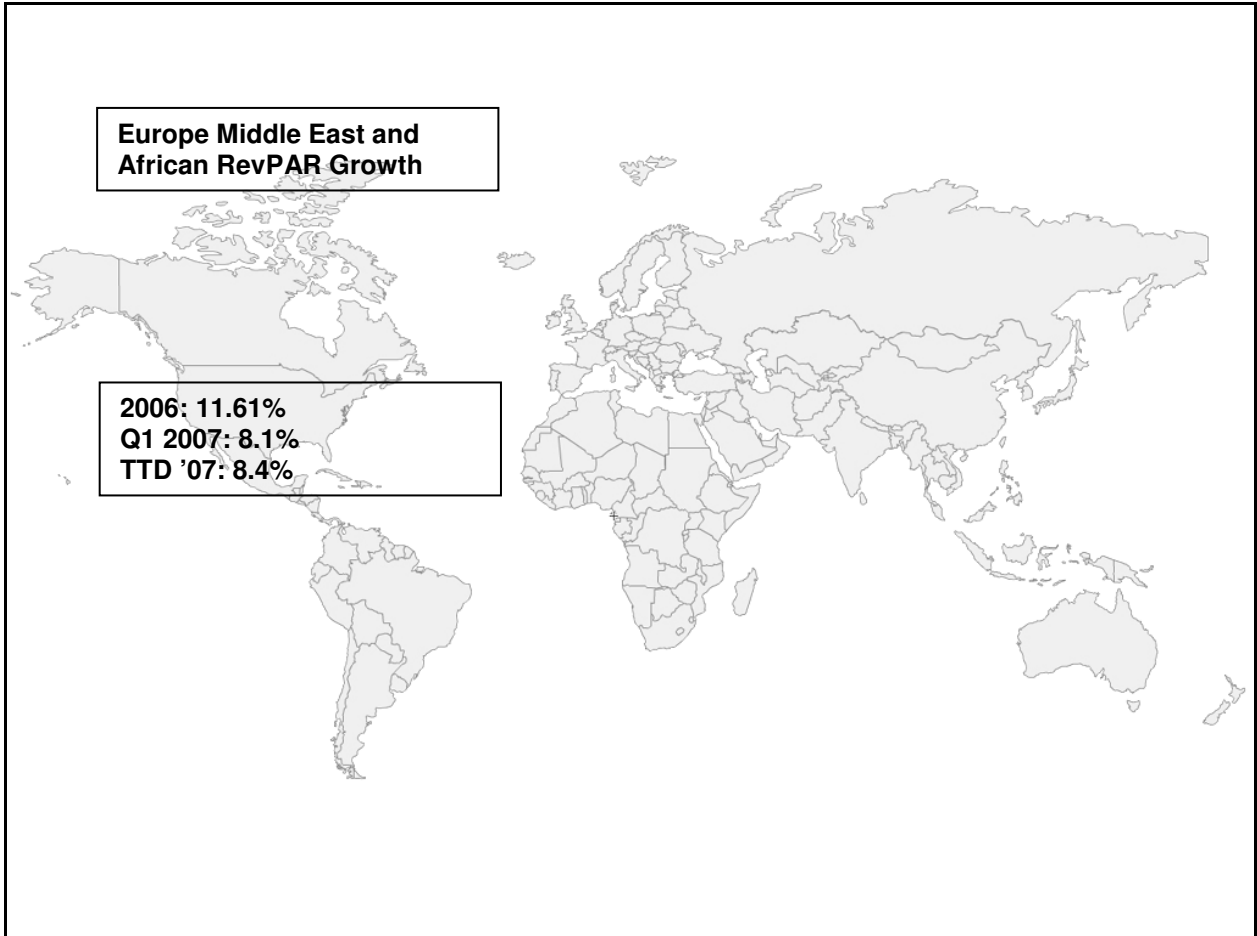 Europe Middle East and
African RevPAR Growth
2006: 11.61%
Q1 2007: 8.1%
TTD ’07: 8.4%